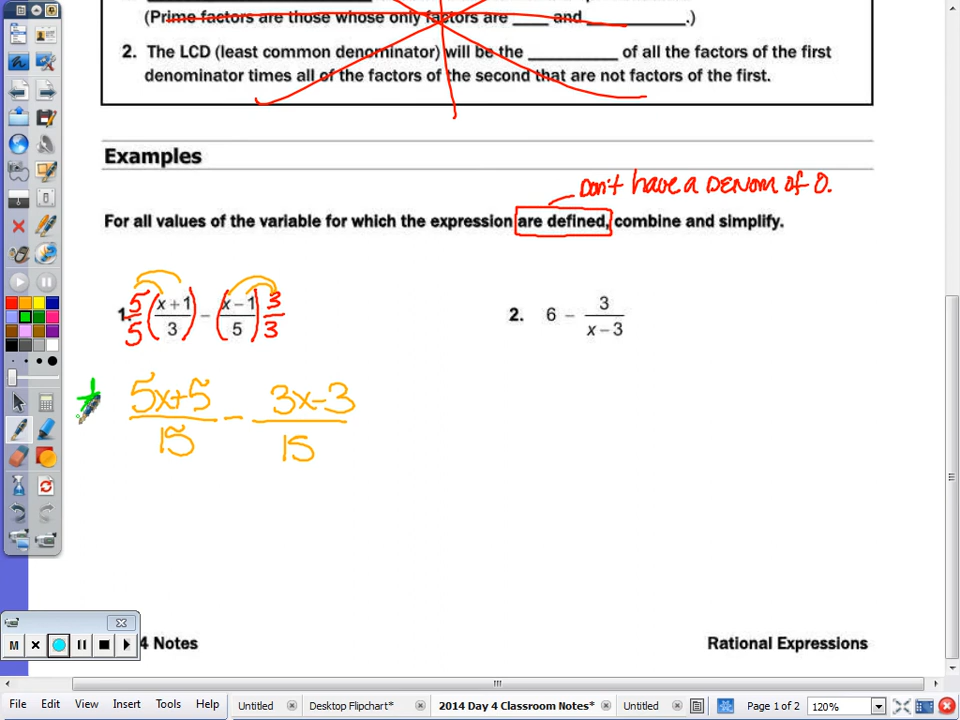 (Prime factors are those whose only factors are ____ and __________.)
2. The LCD (least common denominator) will be the _________ of all the factors of the first
denominator times all of the factors of the second that are not factors of the first.
Examples
Don't have a Denom of 0.
For all values of the variable for which the expression are defined, combine and simplify.
1. 5/5 (x + 1 / 3) − (x − 1 / 5) 3/3
2. 6 − 3 / x − 3
5x+5 / 15 − 3x−3 / 15
M
4 Notes
Rational Expressions
File Edit View Insert Tools Help Untitled Desktop Flipchart* 2014 Day 4 Classroom Notes* Untitled Page 1 of 2 120%